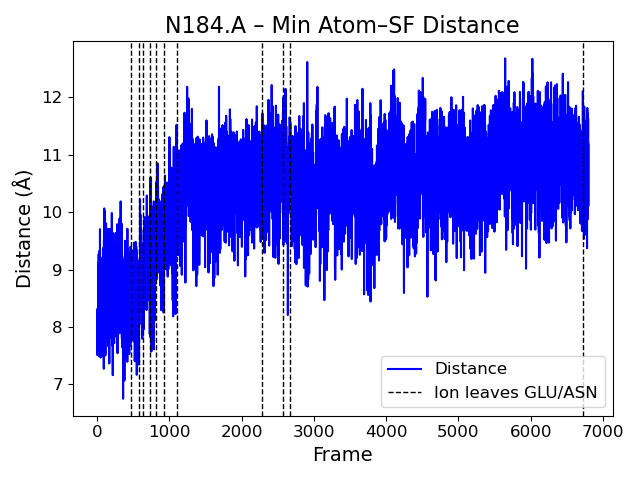 N184.A – Min Atom–SF Distance
Distance (Å)
12
11
10
9
8
7
Distance
Ion leaves GLU/ASN
0 1000 2000 3000 4000 5000 6000 7000
Frame